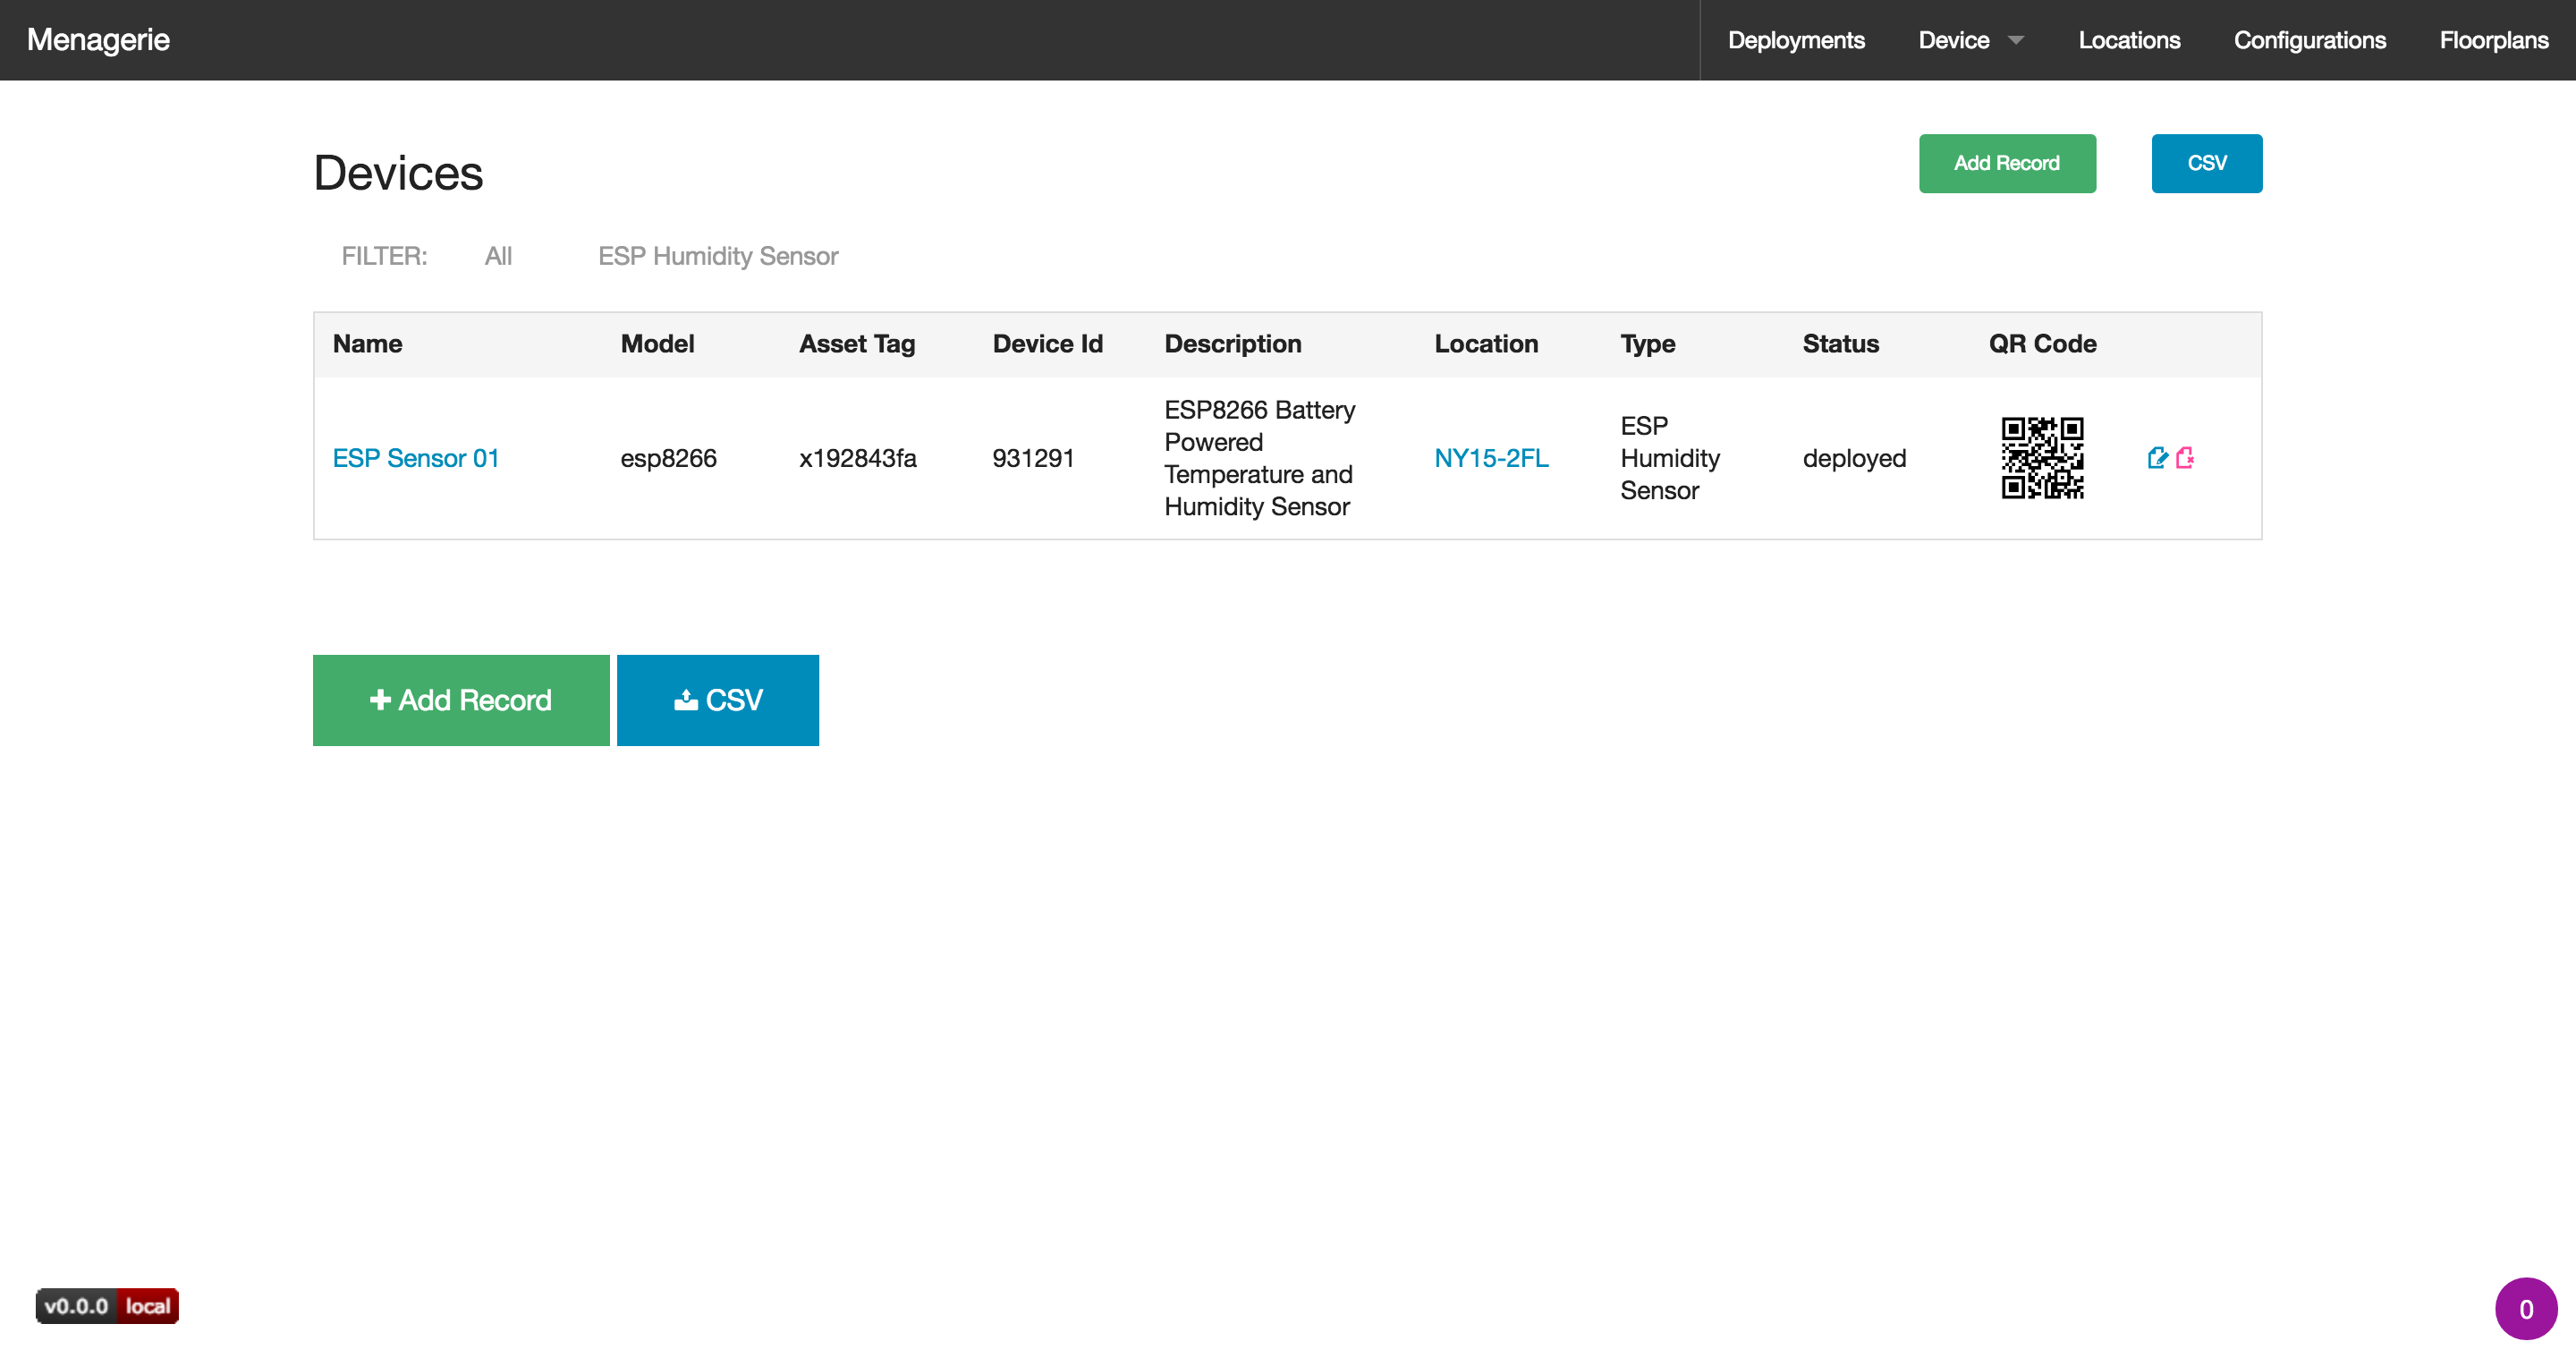 Menagerie
Deployments Device Locations Configurations Floorplans
Devices
Add Record CSV
FILTER: All ESP Humidity Sensor
Name Model Asset Tag Device Id Description Location Type Status QR Code
ESP Sensor 01 esp8266 x192843fa 931291
ESP8266 Battery
Powered
Temperature and
Humidity Sensor
NY15-2FL
ESP
Humidity
Sensor
deployed
Add Record CSV
v0.0.0 local
0